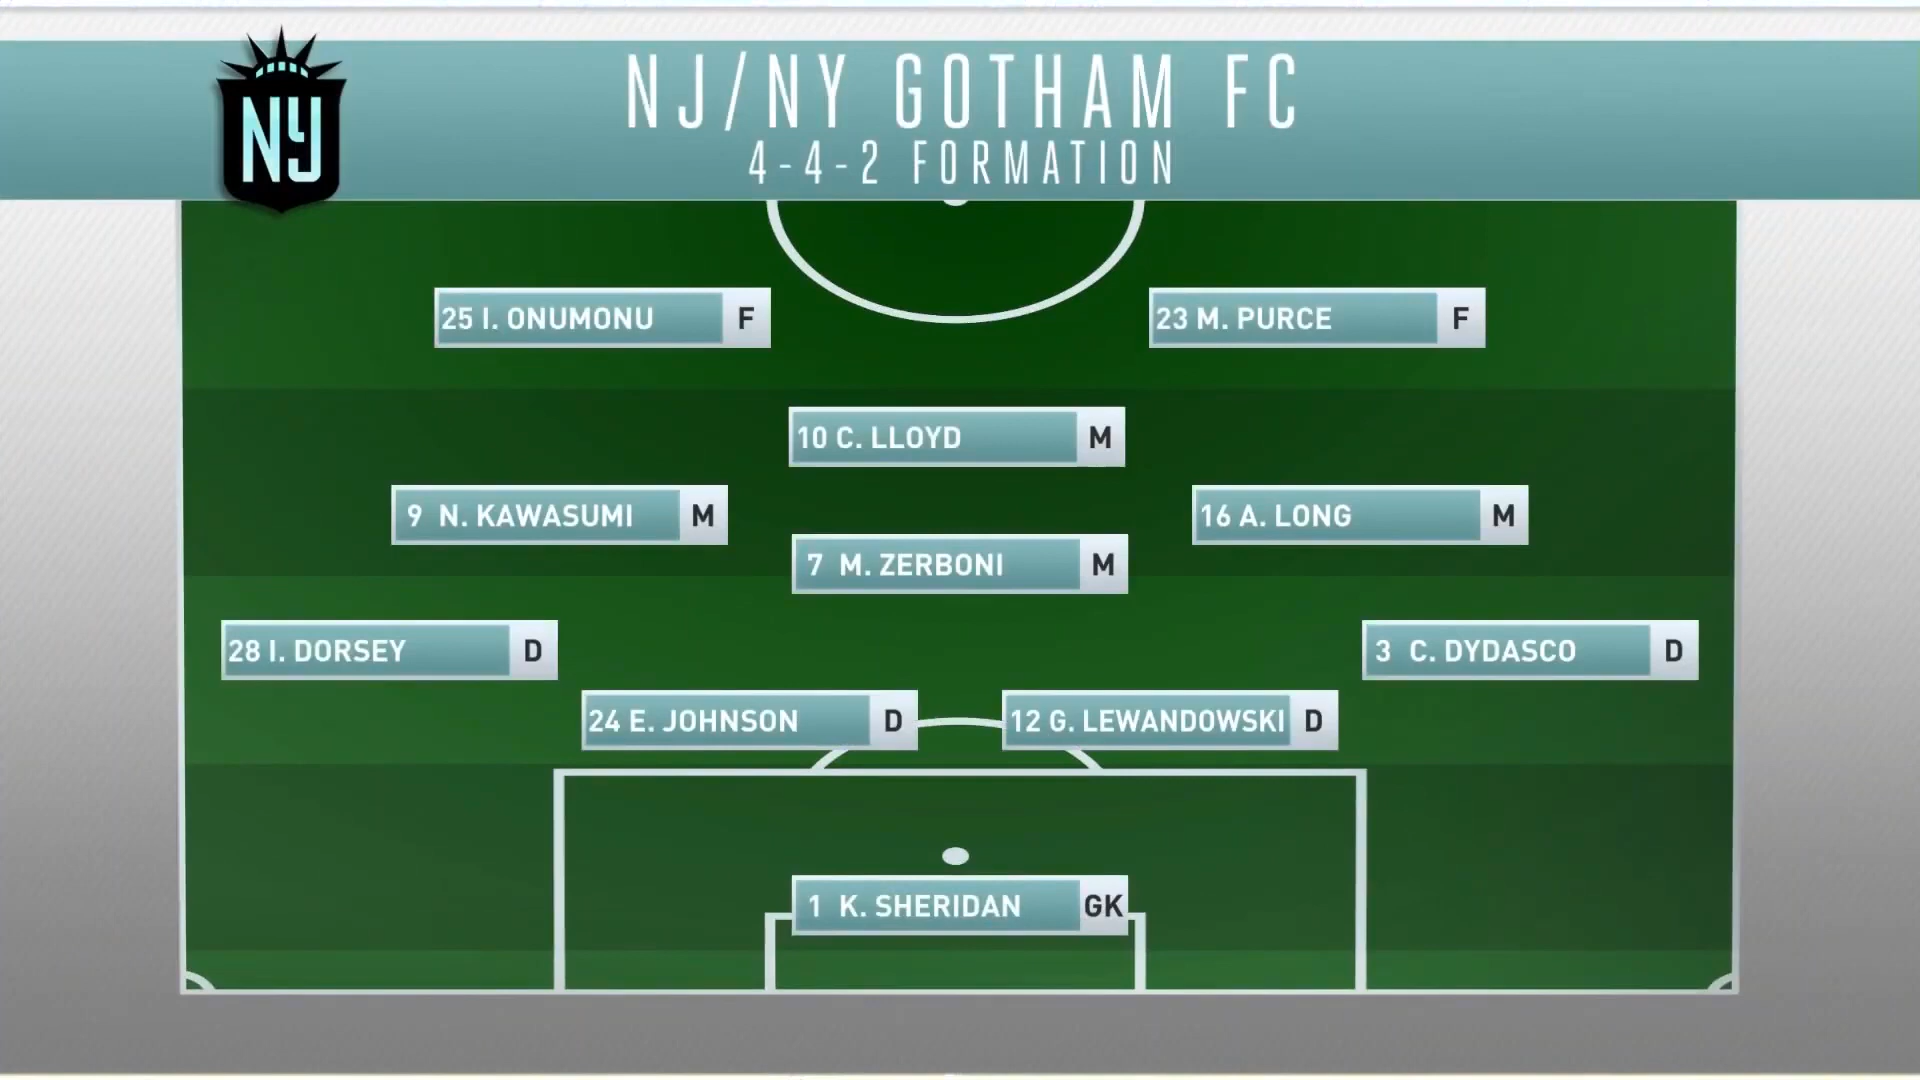 NY
NJ/NY GOTHAM FC
4-4-2 FORMATION
25 I. ONUMONU F
23 M. PURCE F
10 C. LLOYD M
9 N. KAWASUMI M
16 A. LONG M
7 M. ZERBONI M
28 I. DORSEY D
3 C. DYDASCO D
24 E. JOHNSON D
12 G. LEWANDOWSKI D
1 K. SHERIDAN GK